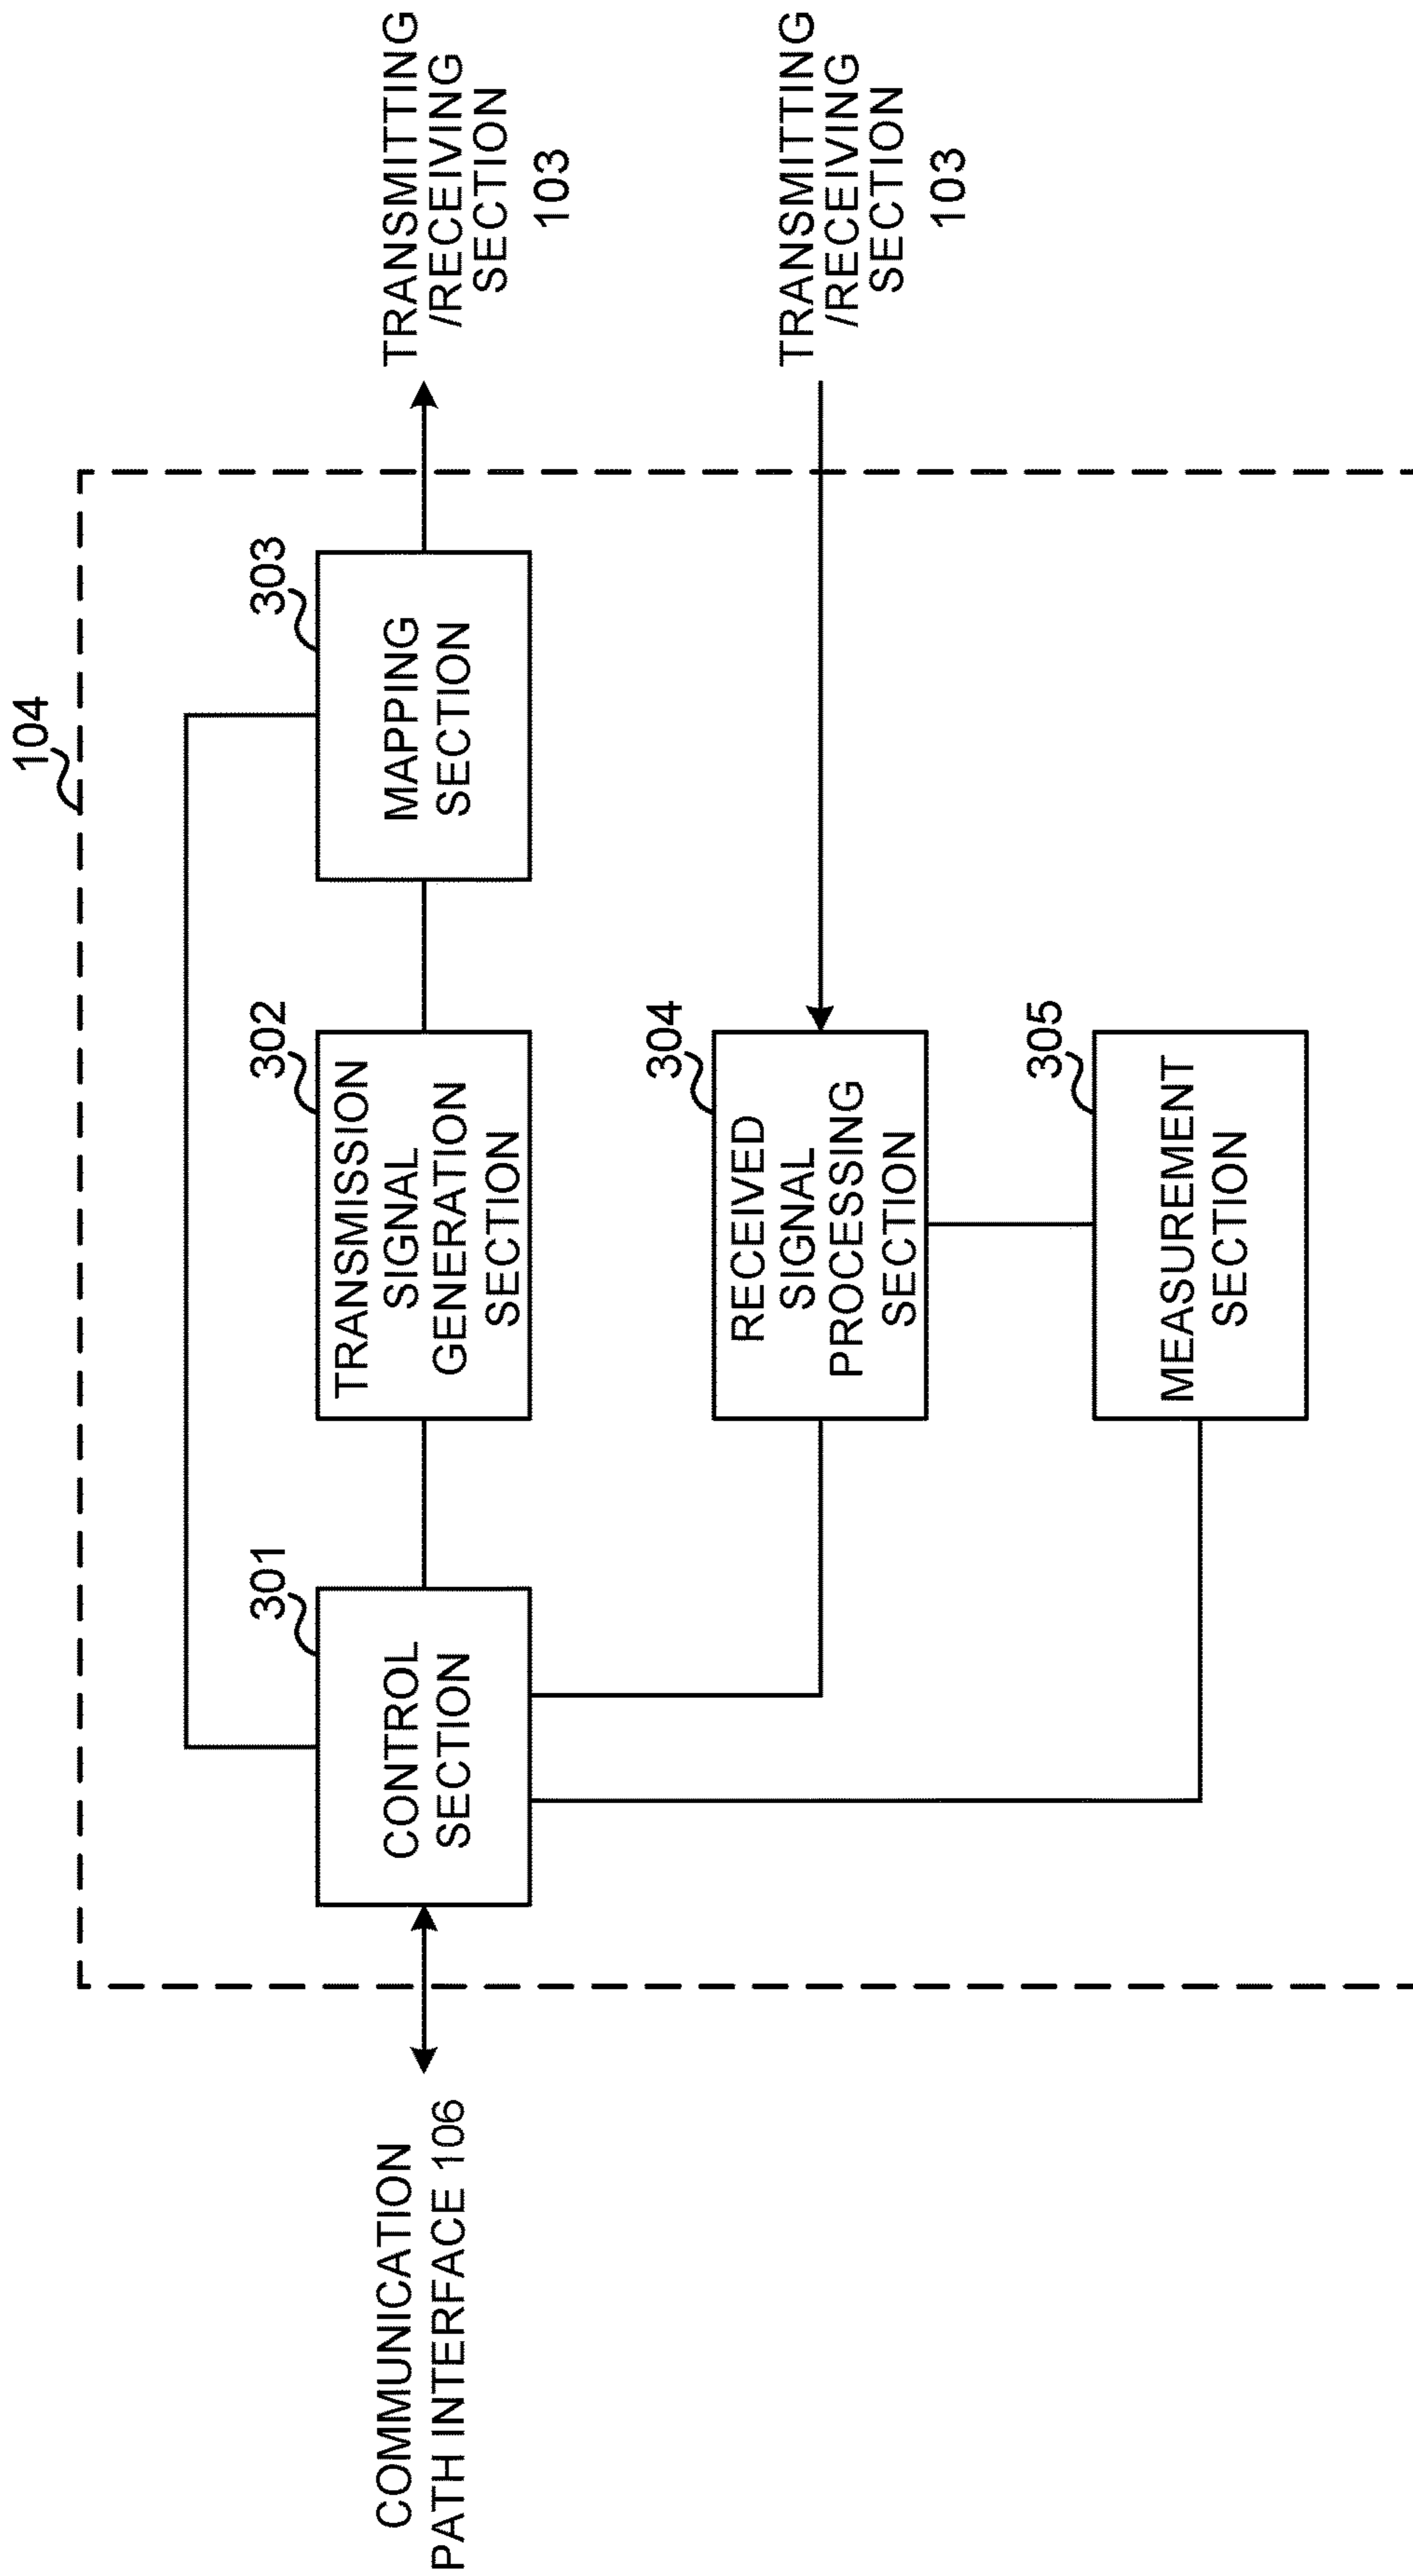 104
COMMUNICATION
PATH INTERFACE 106
301
CONTROL
SECTION
302
TRANSMISSION
SIGNAL
GENERATION
SECTION
303
MAPPING
SECTION
TRANSMITTING
/RECEIVING
SECTION
103
304
RECEIVED
SIGNAL
PROCESSING
SECTION
TRANSMITTING
/RECEIVING
SECTION
103
305
MEASUREMENT
SECTION